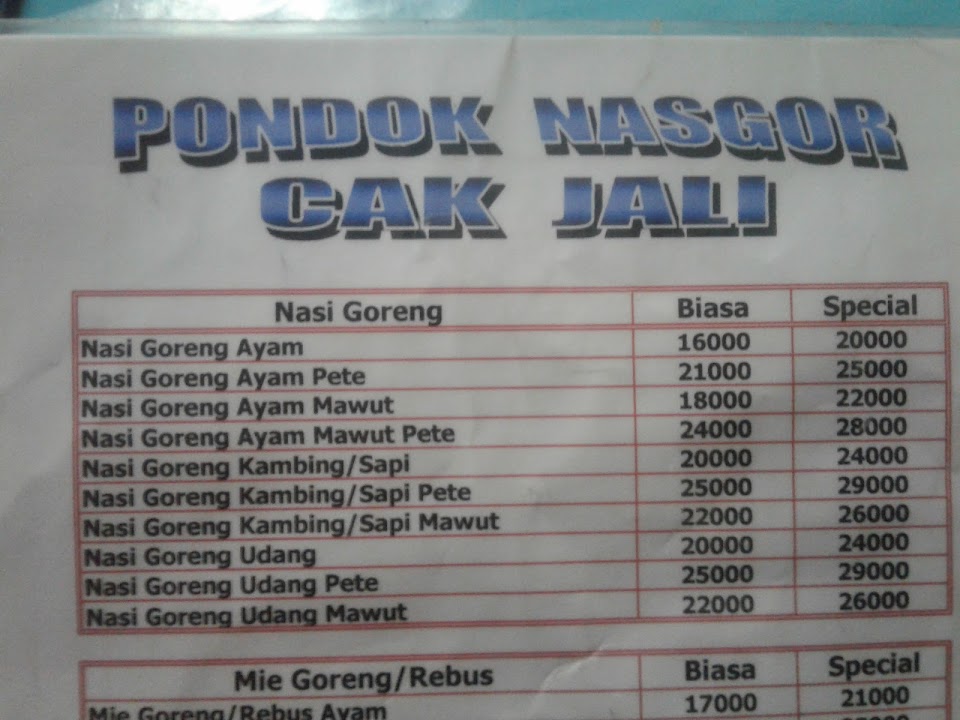 PONDOK NASGOR
CAK JALI
Nasi Goreng Biasa Special
Nasi Goreng Ayam 16000 20000
Nasi Goreng Ayam Pete 21000 25000
Nasi Goreng Ayam Mawut 18000 22000
Nasi Goreng Ayam Mawut Pete 24000 28000
Nasi Goreng Kambing/Sapi 20000 24000
Nasi Goreng Kambing/Sapi Pete 25000 29000
Nasi Goreng Kambing/Sapi Mawut 22000 26000
Nasi Goreng Udang 20000 24000
Nasi Goreng Udang Pete 25000 29000
Nasi Goreng Udang Mawut 22000 26000
Mie Goreng/Rebus Biasa Special
Mie Goreng/Rebus Ayam 17000 21000